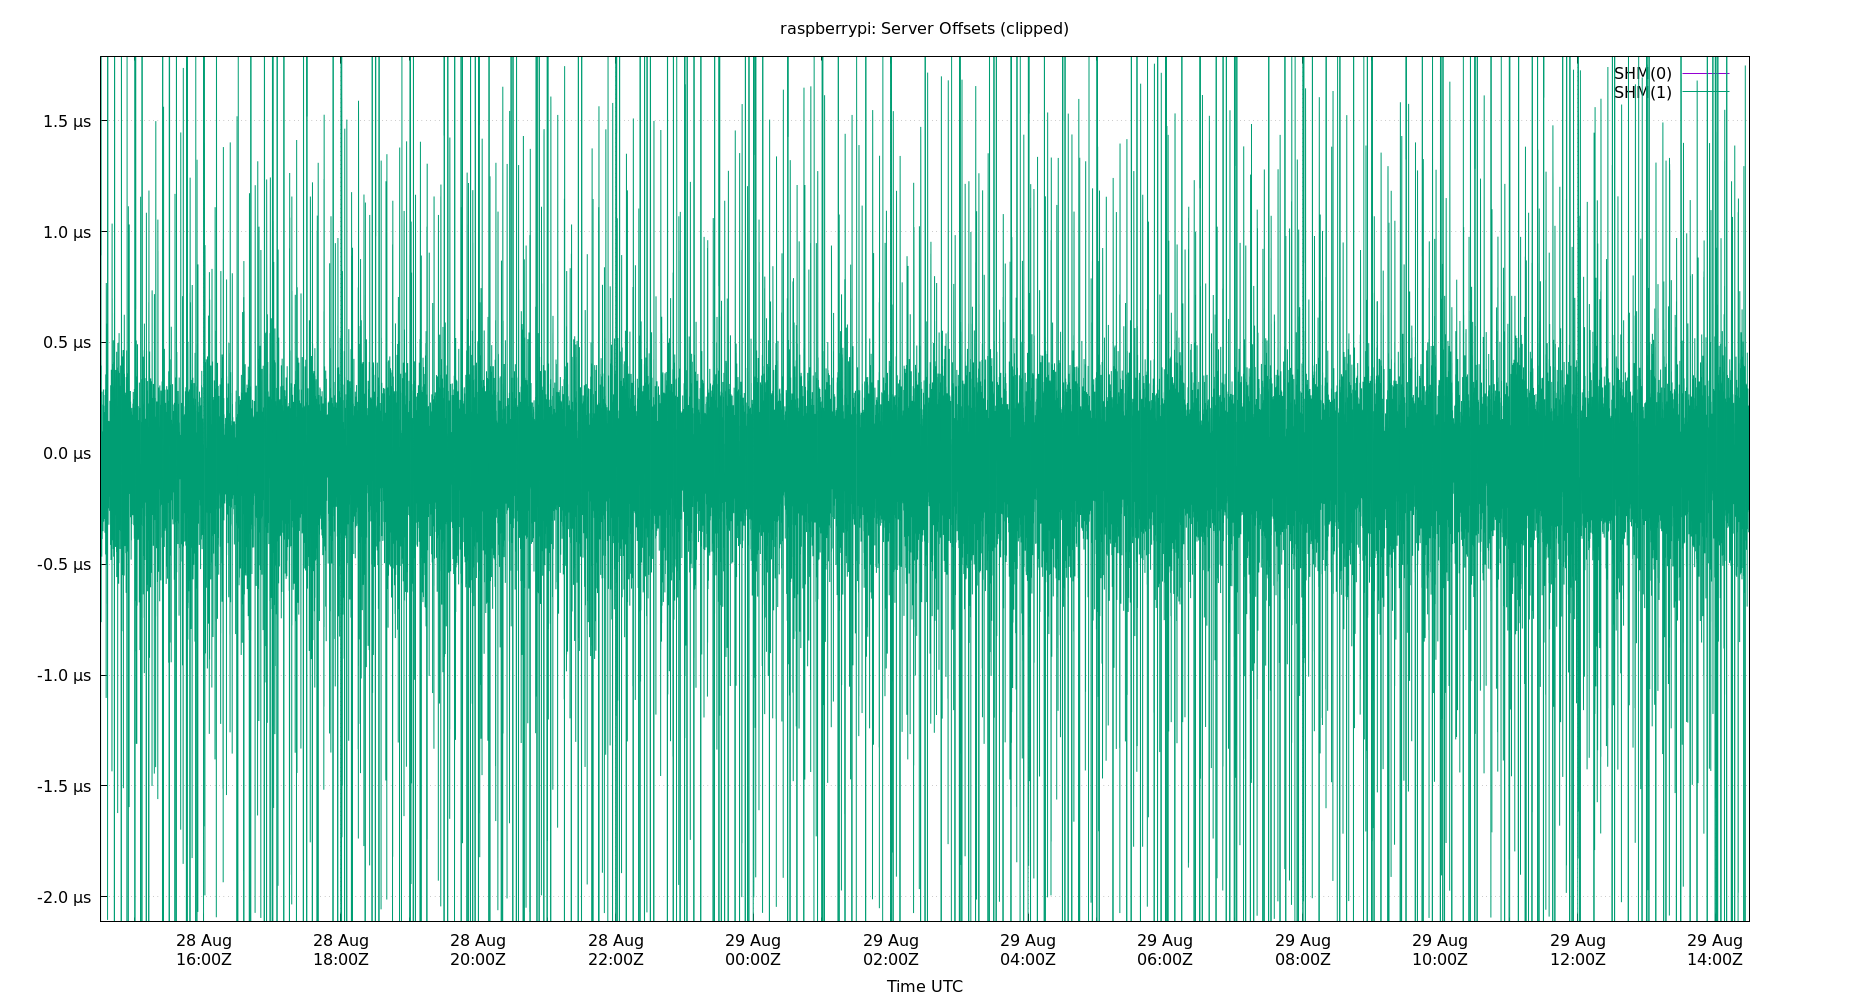 raspberrypi: Server Offsets (clipped)
SHM(0)
SHM(1)
1.5 µs
1.0 µs
0.5 µs
0.0 µs
-0.5 µs
-1.0 µs
-1.5 µs
-2.0 µs
28 Aug 28 Aug 28 Aug 28 Aug 29 Aug 29 Aug 29 Aug 29 Aug 29 Aug 29 Aug 29 Aug 29 Aug
16:00Z 18:00Z 20:00Z 22:00Z 00:00Z 02:00Z 04:00Z 06:00Z 08:00Z 10:00Z 12:00Z 14:00Z
Time UTC